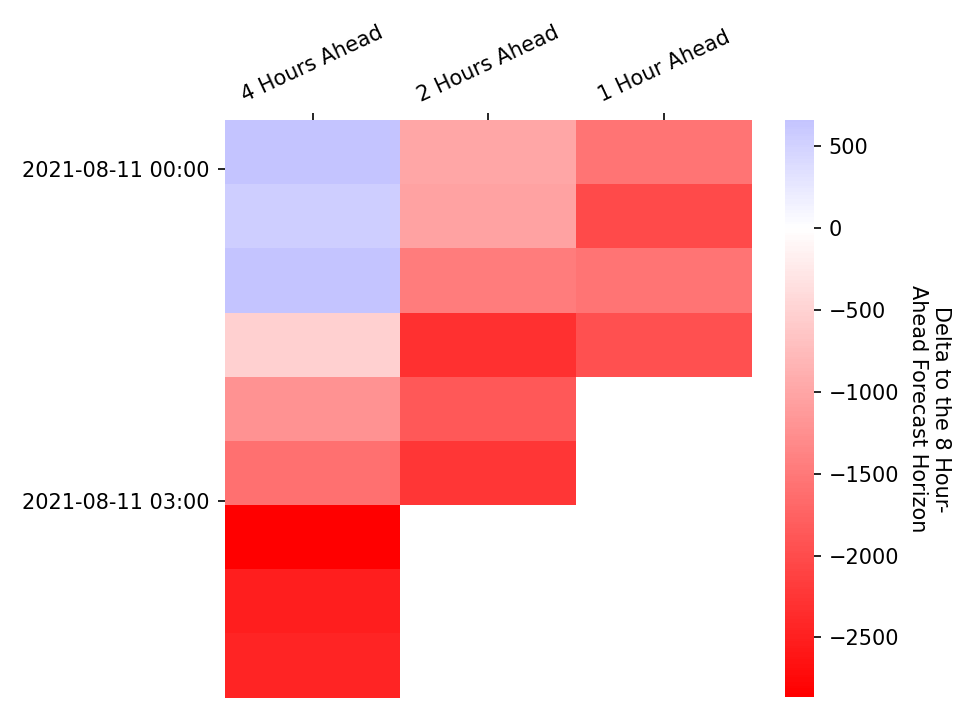 4 Hours Ahead
2 Hours Ahead
1 Hour Ahead
2021-08-11 00:00
2021-08-11 03:00
500
0
−500
−1000
−1500
−2000
−2500
Delta to the 8 Hour-
Ahead Forecast Horizon